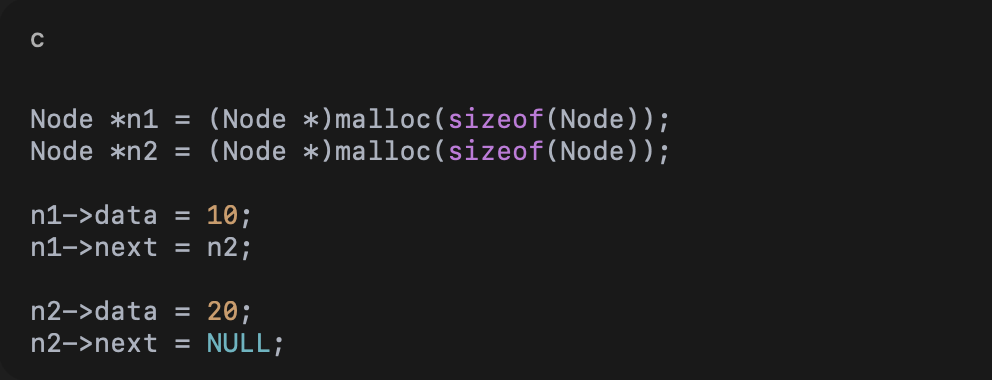 c
Node *n1 = (Node *)malloc(sizeof(Node));
Node *n2 = (Node *)malloc(sizeof(Node));
n1->data = 10;
n1->next = n2;
n2->data = 20;
n2->next = NULL;